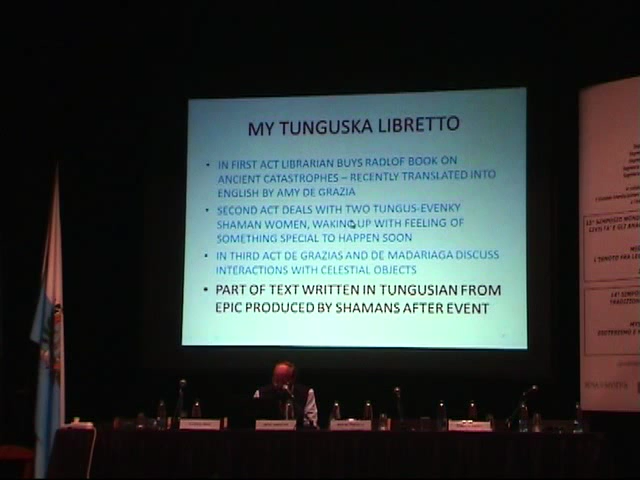 MY TUNGUSKA LIBRETTO
• IN FIRST ACT LIBRARIAN BUYS RADLOF BOOK ON
ANCIENT CATASTROPHES – RECENTLY TRANSLATED INTO
ENGLISH BY AMY DE GRAZIA
• SECOND ACT DEALS WITH TWO TUNGUS-EVENKY
SHAMAN WOMEN, WAKING UP WITH FEELING OF
SOMETHING SPECIAL TO HAPPEN SOON
• IN THIRD ACT DE GRAZIAS AND DE MADARIAGA DISCUSS
INTERACTIONS WITH CELESTIAL OBJECTS
• PART OF TEXT WRITTEN IN TUNGUSIAN FROM
EPIC PRODUCED BY SHAMANS AFTER EVENT